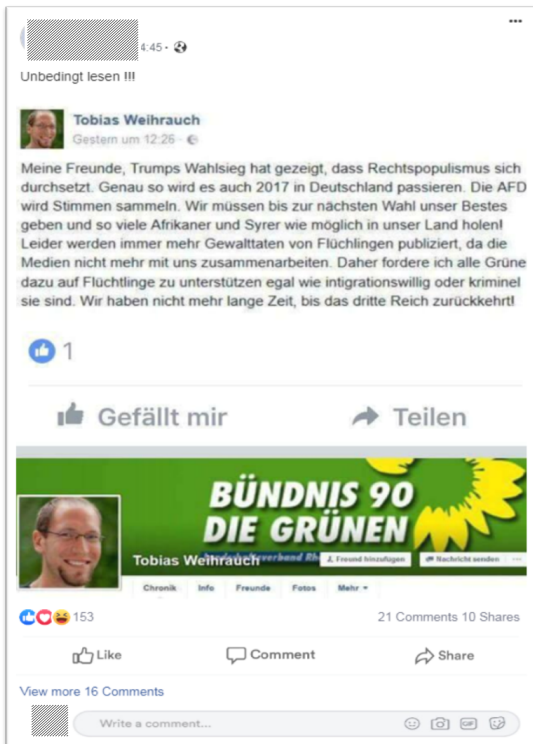 4:45 ·
Unbedingt lesen !!!
Tobias Weihrauch
Gestern um 12:26 ·
Meine Freunde, Trumps Wahlsieg hat gezeigt, dass Rechtspopulismus sich
durchsetzt. Genau so wird es auch 2017 in Deutschland passieren. Die AFD
wird Stimmen sammeln. Wir müssen bis zur nächsten Wahl unser Bestes
geben und so viele Afrikaner und Syrer wie möglich in unser Land holen!
Leider werden immer mehr Gewalttaten von Flüchlingen publiziert, da die
Medien nicht mehr mit uns zusammenarbeiten. Daher fordere ich alle Grüne
dazu auf Flüchtlinge zu unterstützen egal wie intigrationswillig oder kriminel
sie sind. Wir haben nicht mehr lange Zeit, bis das dritte Reich zurückkehrt!
1
Gefällt mir Teilen
BÜNDNIS 90
DIE GRÜNEN
Tobias Weihrauch Freund hinzufügen Nachricht senden
Chronik Info Freunde Fotos Mehr
153 21 Comments 10 Shares
Like Comment Share
View more 16 Comments
Write a comment... GIF